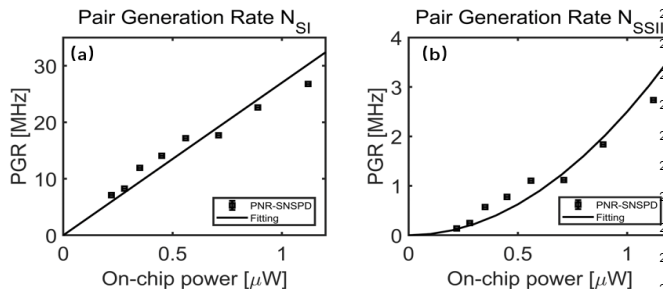 Pair Generation Rate N_SI
(a)
PGR [MHz]
30
20
10
0
PNR-SNSPD
Fitting
0 0.5 1
On-chip power [μW]
Pair Generation Rate N_SSII
(b)
PGR [MHz]
4
3
2
1
0
PNR-SNSPD
Fitting
0 0.5 1
On-chip power [μW]